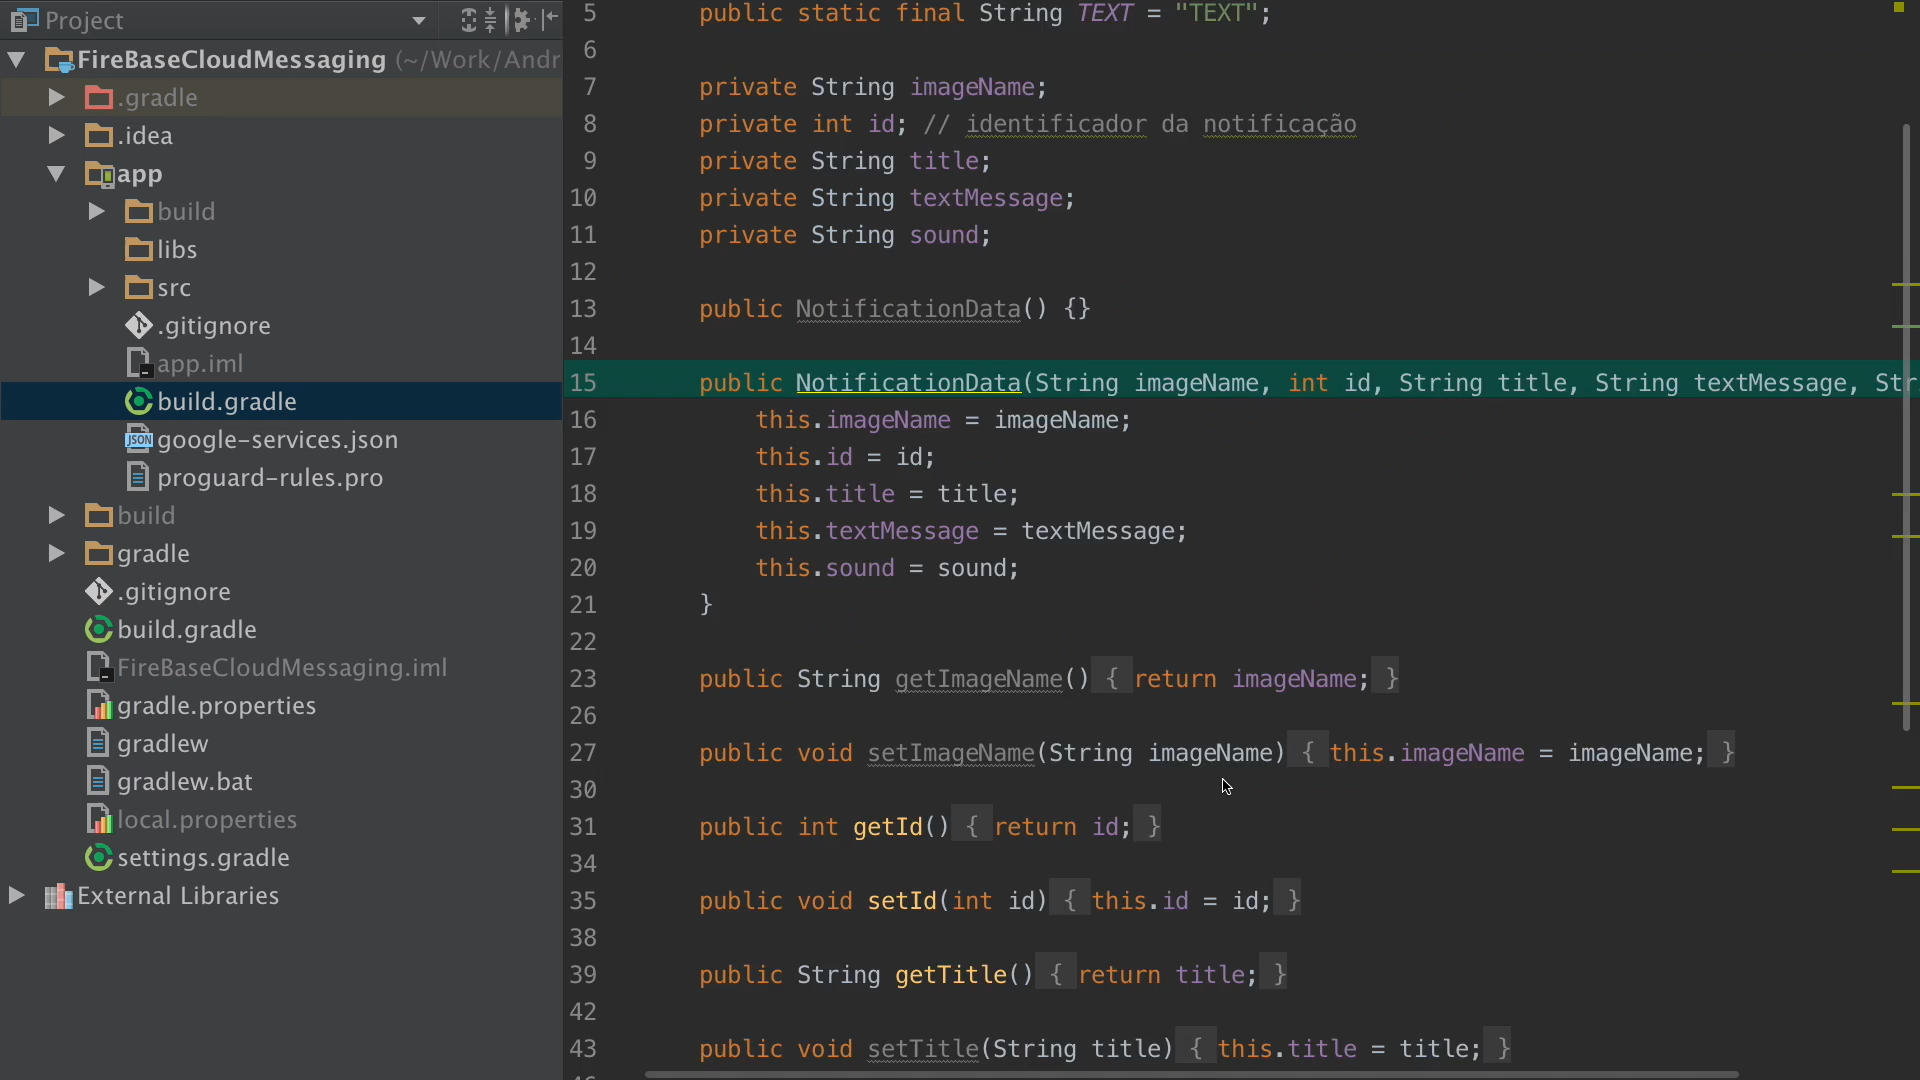 Project
FireBaseCloudMessaging (~/Work/Andr
.gradle
.idea
app
build
libs
src
.gitignore
app.iml
build.gradle
JSON google-services.json
proguard-rules.pro
build
gradle
.gitignore
build.gradle
FireBaseCloudMessaging.iml
gradle.properties
gradlew
gradlew.bat
local.properties
settings.gradle
External Libraries
5 public static final String TEXT = "TEXT";
6
7 private String imageName;
8 private int id; // identificador da notificação
9 private String title;
10 private String textMessage;
11 private String sound;
12
13 public NotificationData() {}
14
15 public NotificationData(String imageName, int id, String title, String textMessage, Str
16 this.imageName = imageName;
17 this.id = id;
18 this.title = title;
19 this.textMessage = textMessage;
20 this.sound = sound;
21 }
22
23 public String getImageName() { return imageName; }
26
27 public void setImageName(String imageName) { this.imageName = imageName; }
30
31 public int getId() { return id; }
34
35 public void setId(int id) { this.id = id; }
38
39 public String getTitle() { return title; }
42
43 public void setTitle(String title) { this.title = title; }